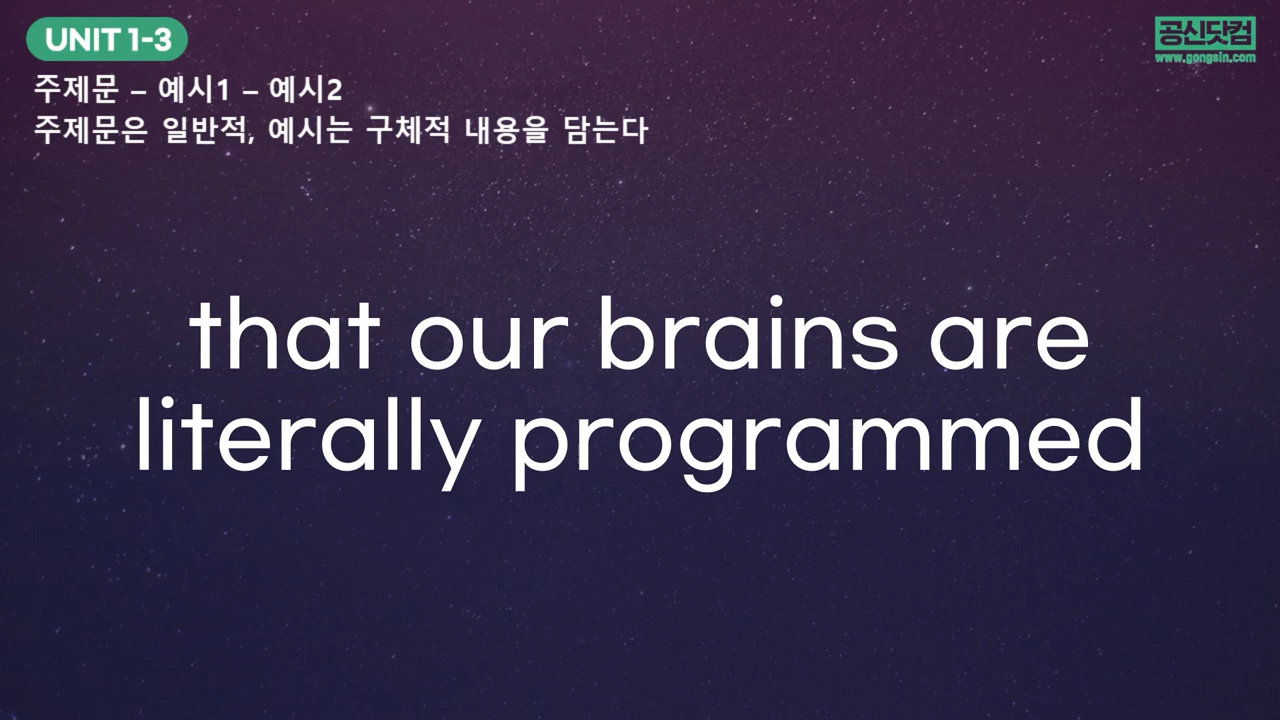 UNIT 1-3
공신닷컴
www.gongsin.com
주제문 – 예시1 – 예시2
주제문은 일반적, 예시는 구체적 내용을 담는다
that our brains are
literally programmed